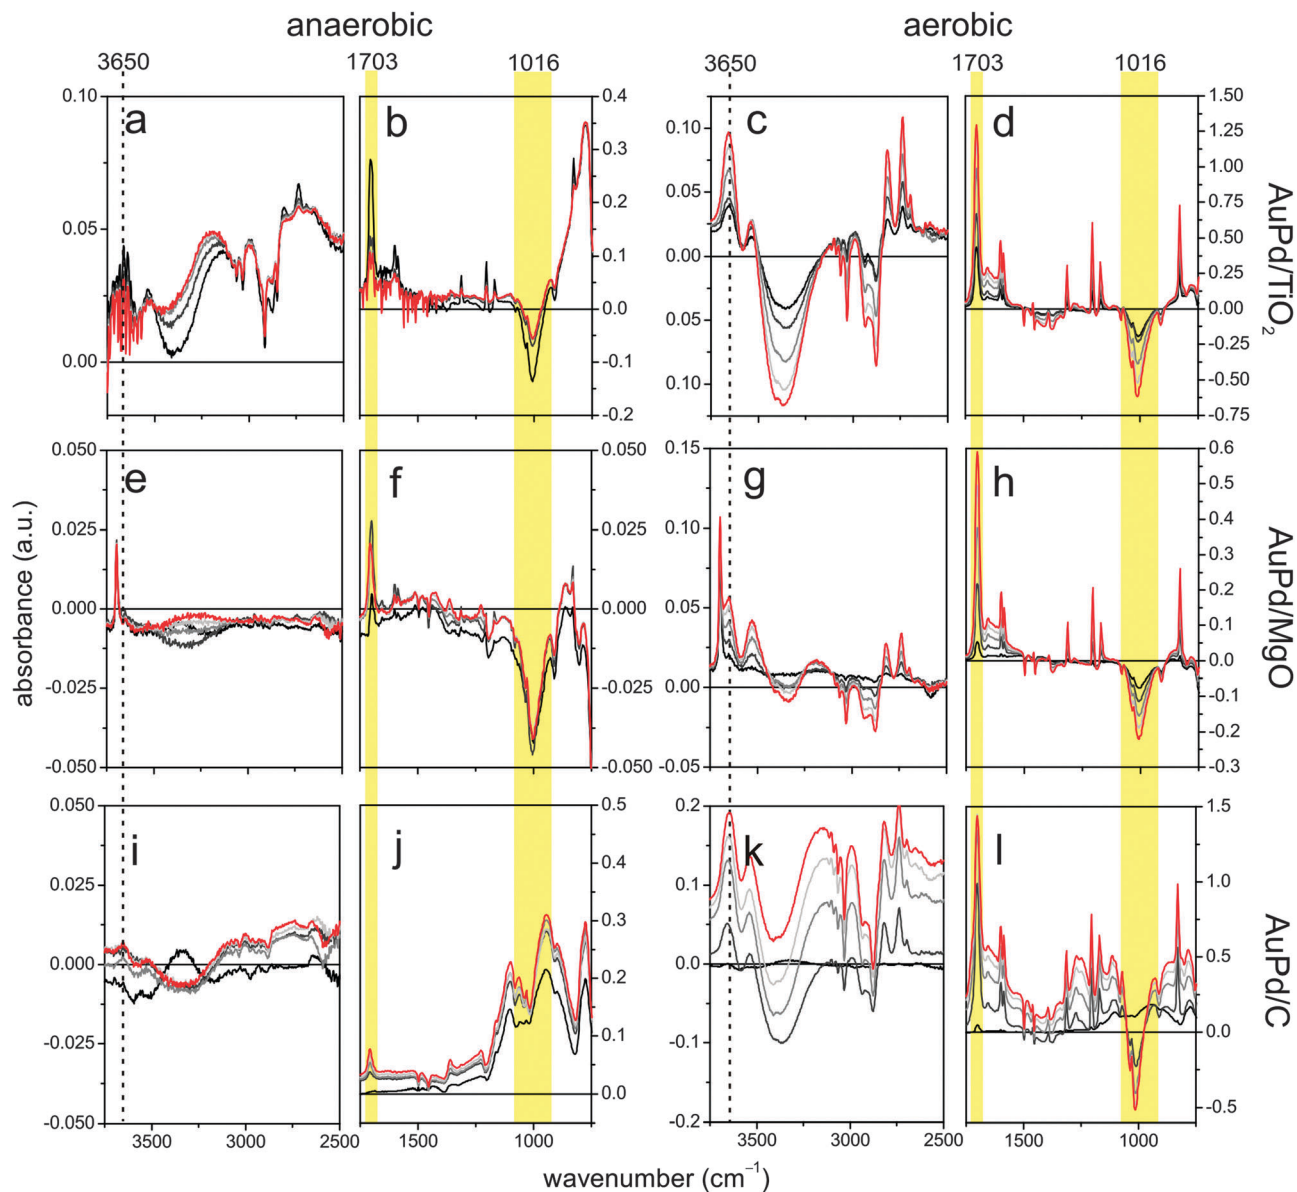 anaerobic aerobic
3650 1703 1016 3650 1703 1016
0.10 0.4 0.10 1.50
a b c d
0.3 1.25
1.00
0.05 0.2 0.05 0.75
0.1 0.00 0.50
0.25
0.0 0.05 0.00
0.00 -0.1 0.10 -0.25
-0.50
-0.2 -0.75
AuPd/TiO2
0.050 0.050 0.15 0.6
e f g h
0.5
0.025 0.025 0.10 0.4
0.3
0.000 0.000 0.05 0.2
0.1
-0.025 -0.025 0.00 0.0
-0.1
-0.2
-0.050 -0.050 -0.05 -0.3
AuPd/MgO
absorbance (a.u.)
0.050 0.5 0.2 1.5
i j k l
0.025 0.4 0.1 1.0
0.3
0.000 0.2 0.0 0.5
-0.025 0.1 -0.1 0.0
0.0 -0.5
-0.050 -0.2
AuPd/C
3500 3000 2500 1500 1000 3500 3000 2500 1500 1000
wavenumber (cm–1)